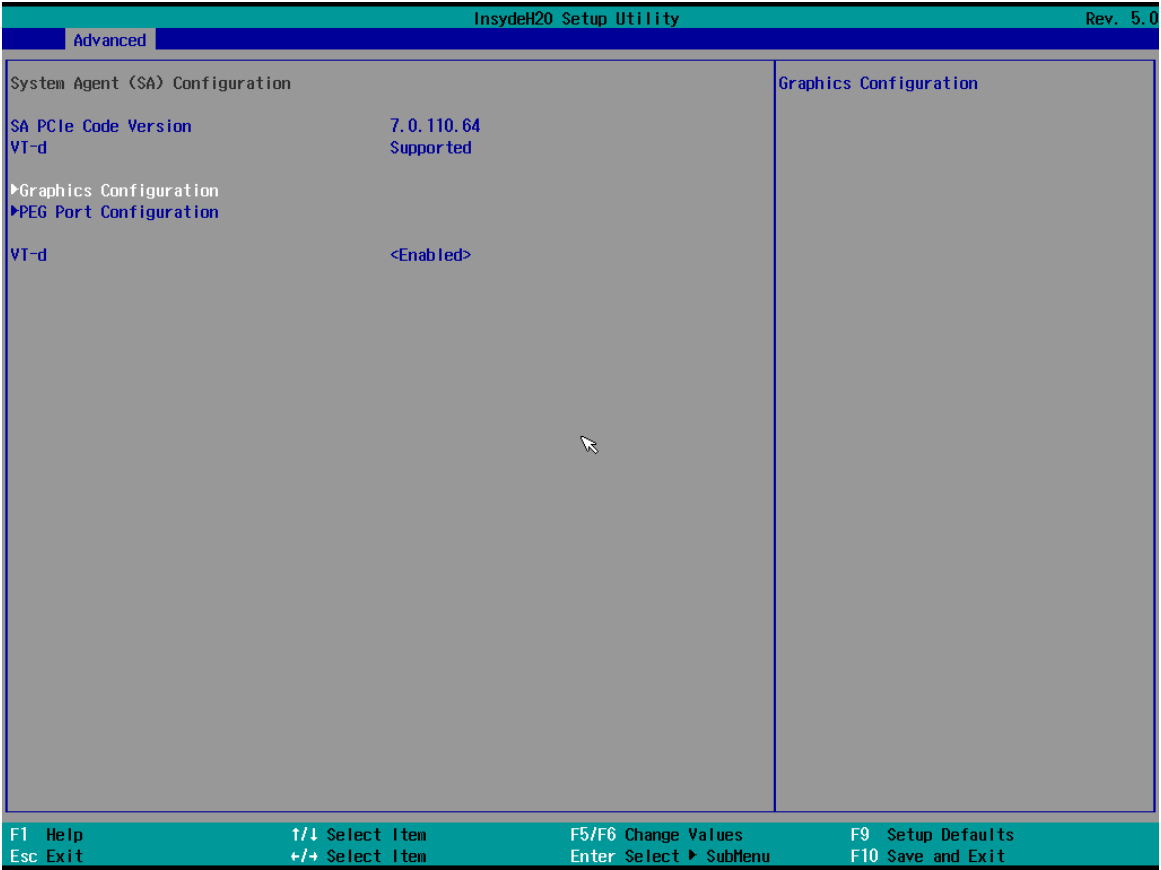 InsydeH20 Setup Utility Rev. 5.0
Advanced
System Agent (SA) Configuration
SA PCIe Code Version 7.0.110.64
VT-d Supported
▶Graphics Configuration
▶PEG Port Configuration
VT-d <Enabled>
Graphics Configuration
F1 Help ↑/↓ Select Item F5/F6 Change Values F9 Setup Defaults
Esc Exit ←/→ Select Item Enter Select ▶ SubMenu F10 Save and Exit